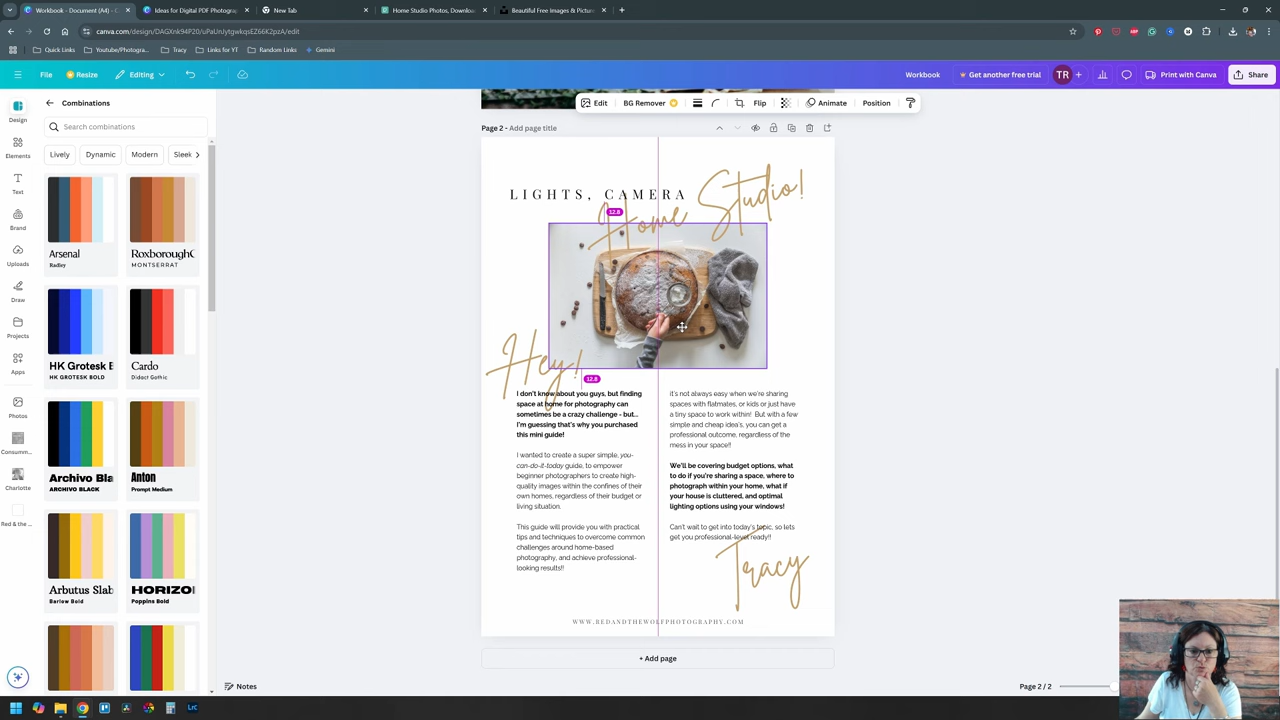 Workbook - Document (A4) - C
Ideas for Digital PDF Photogra
New Tab
Home Studio Photos, Downlo
Beautiful Free Images & Pictur
canva.com/design/DAGXnk94P20/uPaUnJytgwkqsEZ66K2pzA/edit
Quick Links
Youtube/Photogra...
Tracy
Links for YT
Random Links
Gemini
File
Resize
Editing
Workbook
Get another free trial
TR
Print with Canva
Share
Design
Elements
Text
Brand
Uploads
Draw
Projects
Apps
Photos
Consumm...
Charlotte
Red & the ...
Combinations
Search combinations
Lively
Dynamic
Modern
Sleek
Arsenal
Radley
RoxboroughC
MONTSERRAT
HK Grotesk B
HK GROTESK BOLD
Cardo
Didact Gothic
Archivo Bla
ARCHIVO BLACK
Anton
Prompt Medium
Arbutus Slab
Barlow Bold
HORIZO
Poppins Bold
Edit
BG Remover
Flip
Animate
Position
Page 2 - Add page title
LIGHTS, CAMERA
Home Studio!
12.8
Hey!
12.8
I don't know about you guys, but finding
space at home for photography can
sometimes be a crazy challenge - but...
I'm guessing that's why you purchased
this mini guide!
I wanted to create a super simple, you-
can-do-it-today guide, to empower
beginner photographers to create high-
quality images within the confines of their
own homes, regardless of their budget or
living situation.
This guide will provide you with practical
tips and techniques to overcome common
challenges around home-based
photography, and achieve professional-
looking results!!
it's not always easy when we're sharing
spaces with flatmates, or kids or just have
a tiny space to work within! But with a few
simple and cheap idea's, you can get a
professional outcome, regardless of the
mess in your space!!
We'll be covering budget options, what
to do if you're sharing a space, where to
photograph within your home, what if
your house is cluttered, and optimal
lighting options using your windows!
Can't wait to get into today's topic, so lets
get you professional-level ready!!
Tracy
WWW.REDANDTHEWOLFPHOTOGRAPHY.COM
+ Add page
Notes
Page 2 / 2